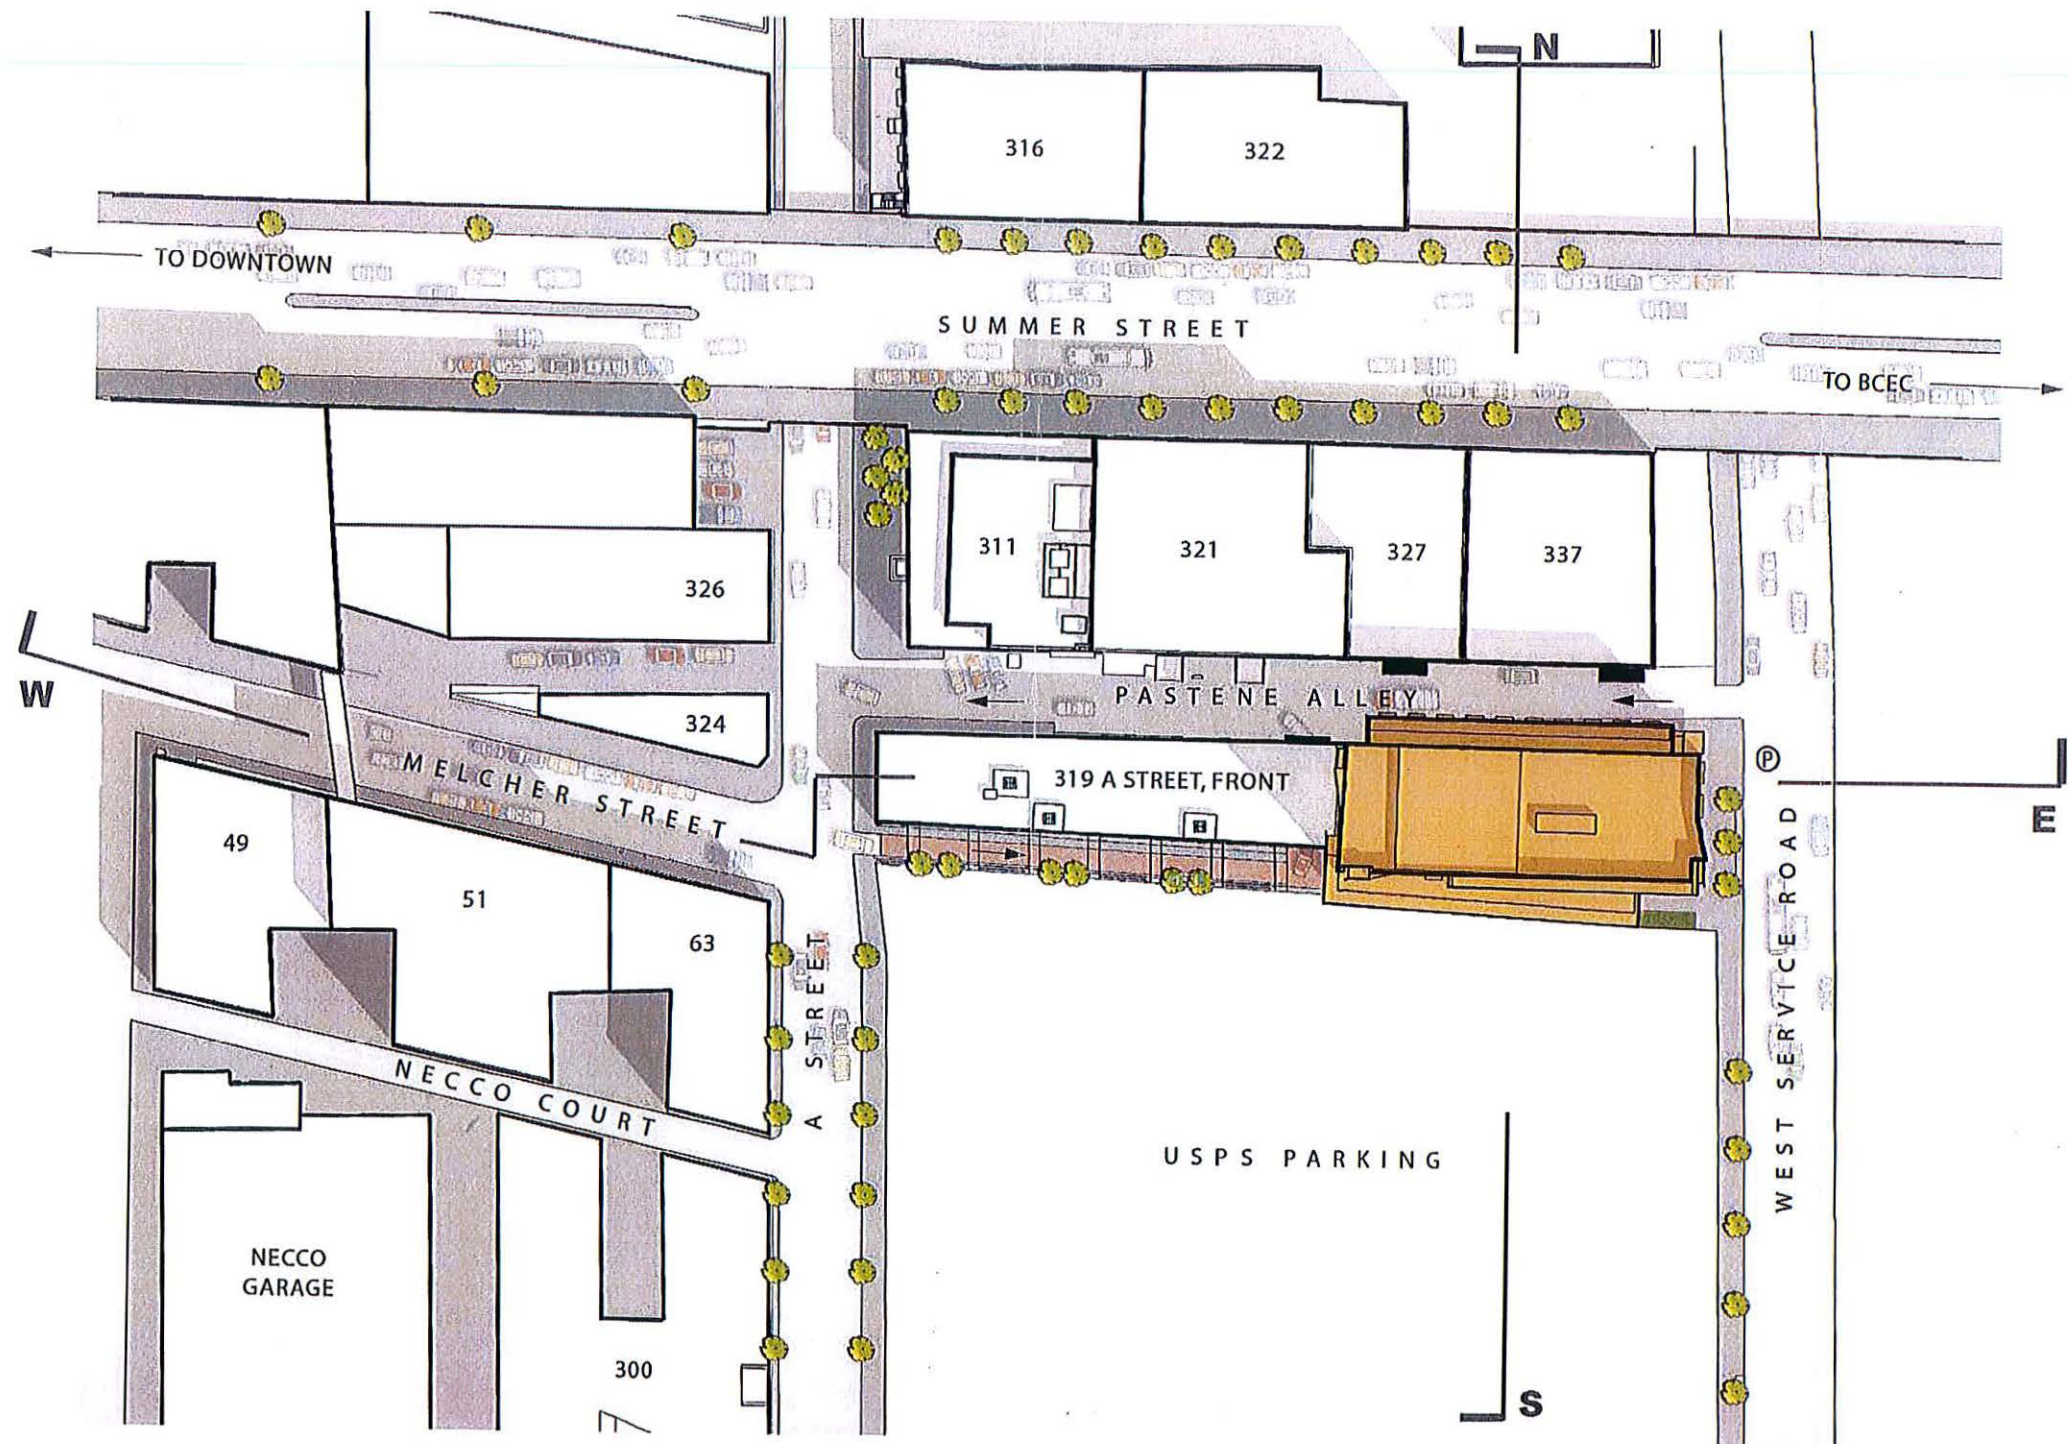 N
316
322
TO DOWNTOWN
SUMMER STREET
TO BCEC
311
321
327
337
326
W
PASTENE ALLEY
324
MELCHER STREET
319 A STREET, FRONT
P
E
49
51
63
A STREET
WEST SERVICE ROAD
NECCO COURT
USPS PARKING
NECCO
GARAGE
300
S